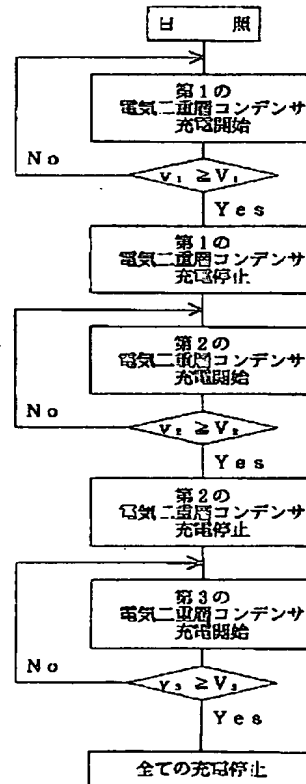 日 照
第1の
電気二重層コンデンサ
充電開始
No
v₁ ≧ V₁
Yes
第1の
電気二重層コンデンサ
充電停止
第2の
電気二重層コンデンサ
充電開始
No
v₂ ≧ V₂
Yes
第2の
電気二重層コンデンサ
充電停止
第3の
電気二重層コンデンサ
充電開始
No
v₃ ≧ V₃
Yes
全ての充電停止